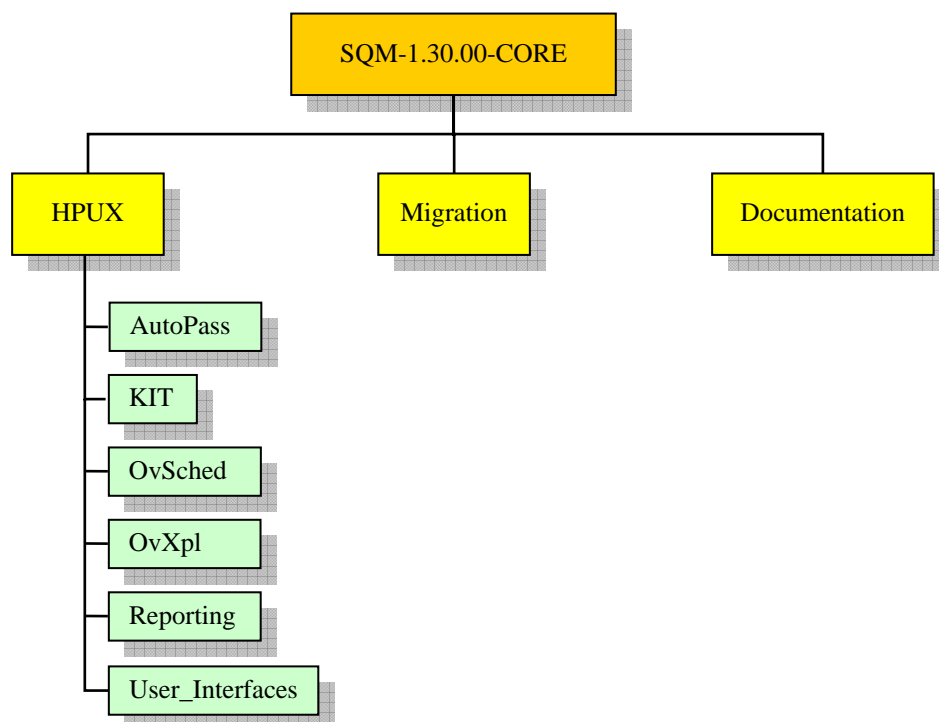 SQM-1.30.00-CORE
HPUX
Migration
Documentation
AutoPass
KIT
OvSched
OvXpl
Reporting
User_Interfaces